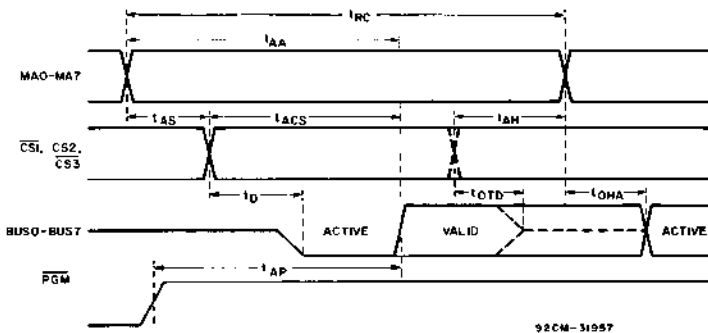 tRC
tAA
MA0-MA7
tAS
tACS
tAH
CS1, CS2,
CS3
tD
tOTD
tOHA
BUS0-BUS7
ACTIVE
VALID
ACTIVE
tAP
PGM
92CM-31957